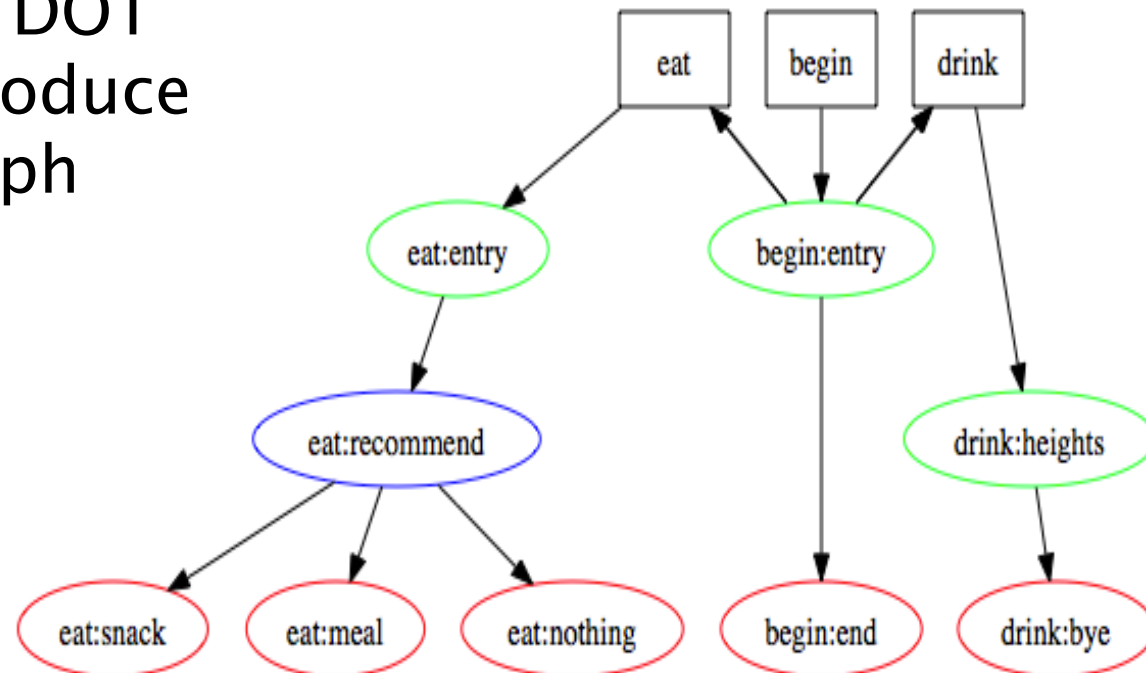 DOT
oduce
ph
eat
begin
drink
eat:entry
begin:entry
eat:recommend
drink:heights
eat:snack
eat:meal
eat:nothing
begin:end
drink:bye